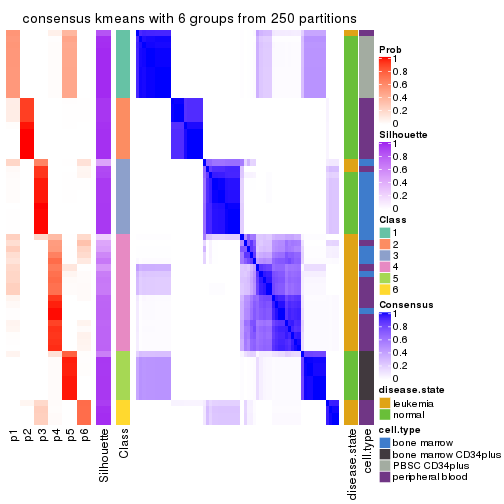 consensus kmeans with 6 groups from 250 partitions
Prob
1
0.8
0.6
0.4
0.2
0
Silhouette
1
0.8
0.6
0.4
0.2
0
Class
1
2
3
4
5
6
Consensus
1
0.8
0.6
0.4
0.2
0
disease.state
leukemia
normal
cell.type
bone marrow
bone marrow CD34plus
PBSC CD34plus
peripheral blood
p1
p2
p3
p4
p5
p6
Silhouette
Class
disease.state
cell.type